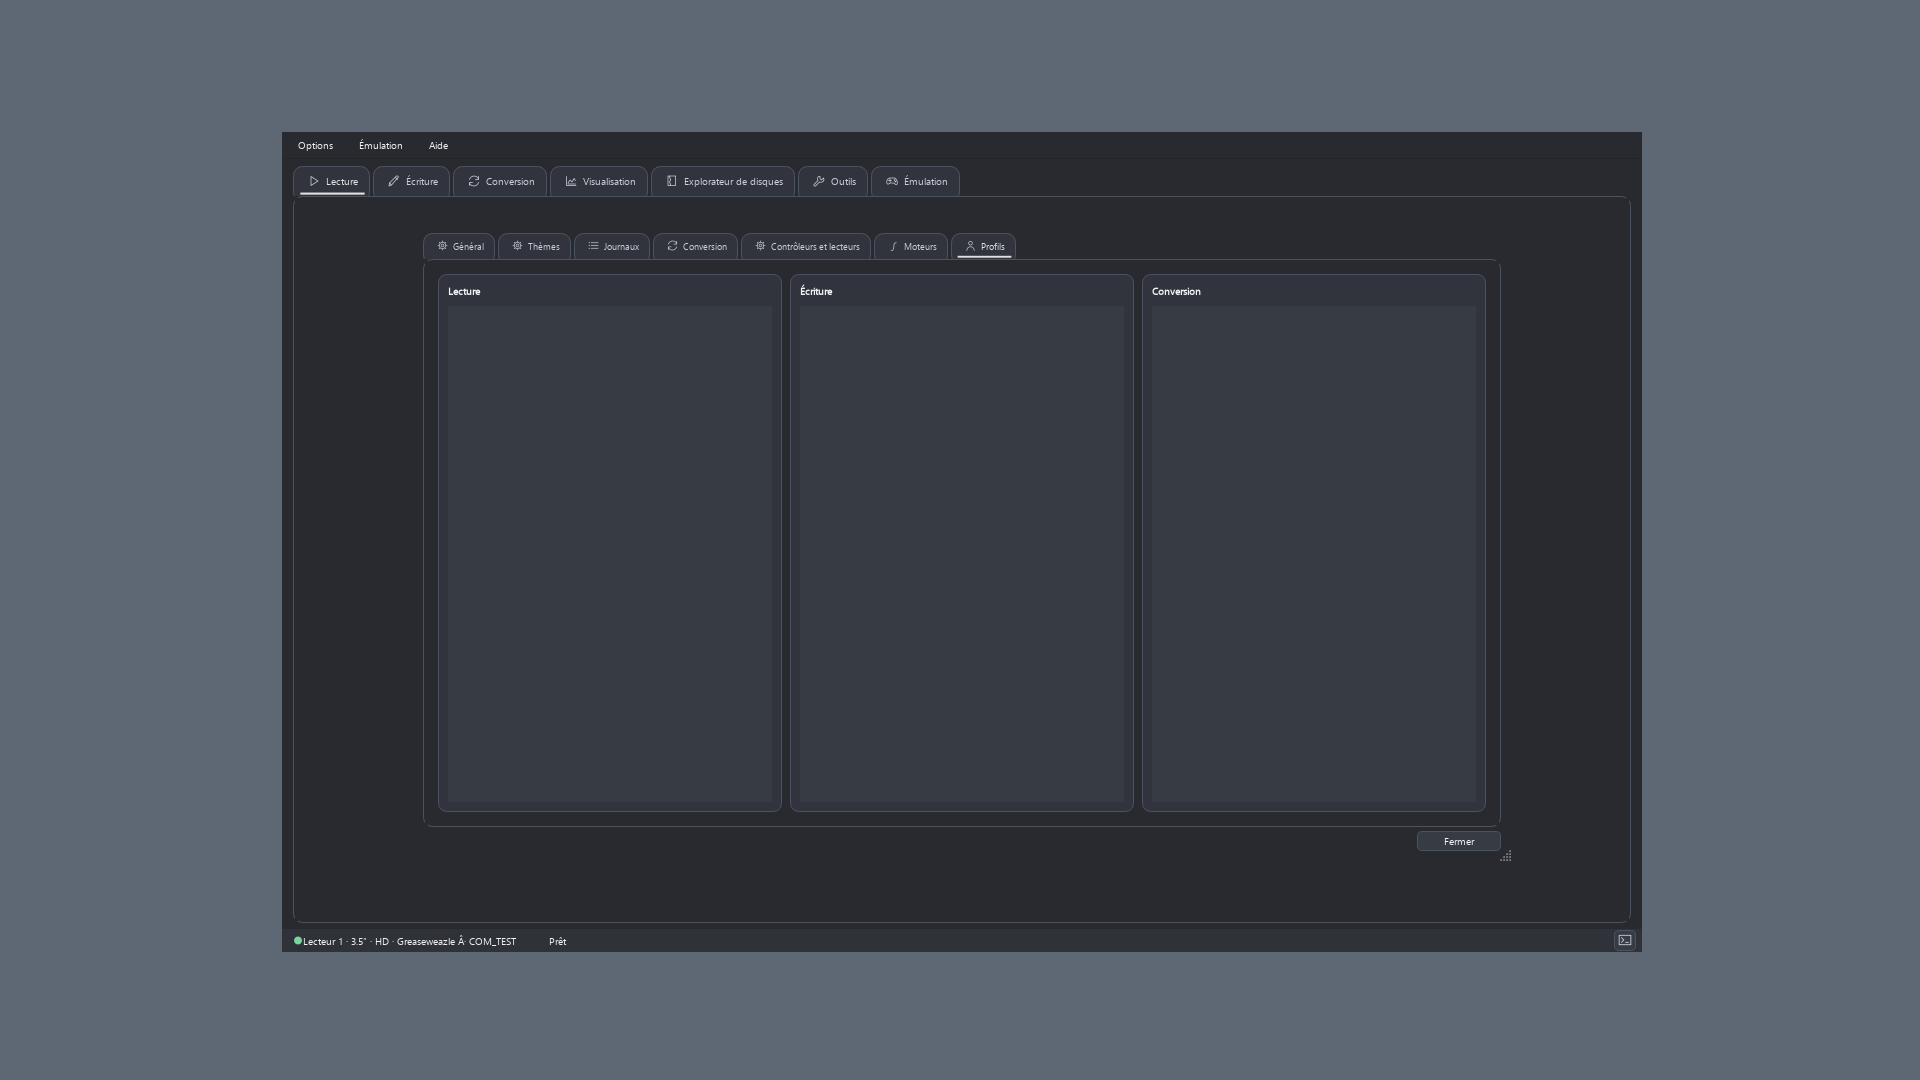 Options Émulation Aide
Lecture Écriture Conversion Visualisation Explorateur de disques Outils Émulation
Général Thèmes Journaux Conversion Contrôleurs et lecteurs Moteurs Profils
Lecture Écriture Conversion
Fermer
Lecteur 1 · 3.5" · HD · Greaseweazle Â· COM_TEST Prêt